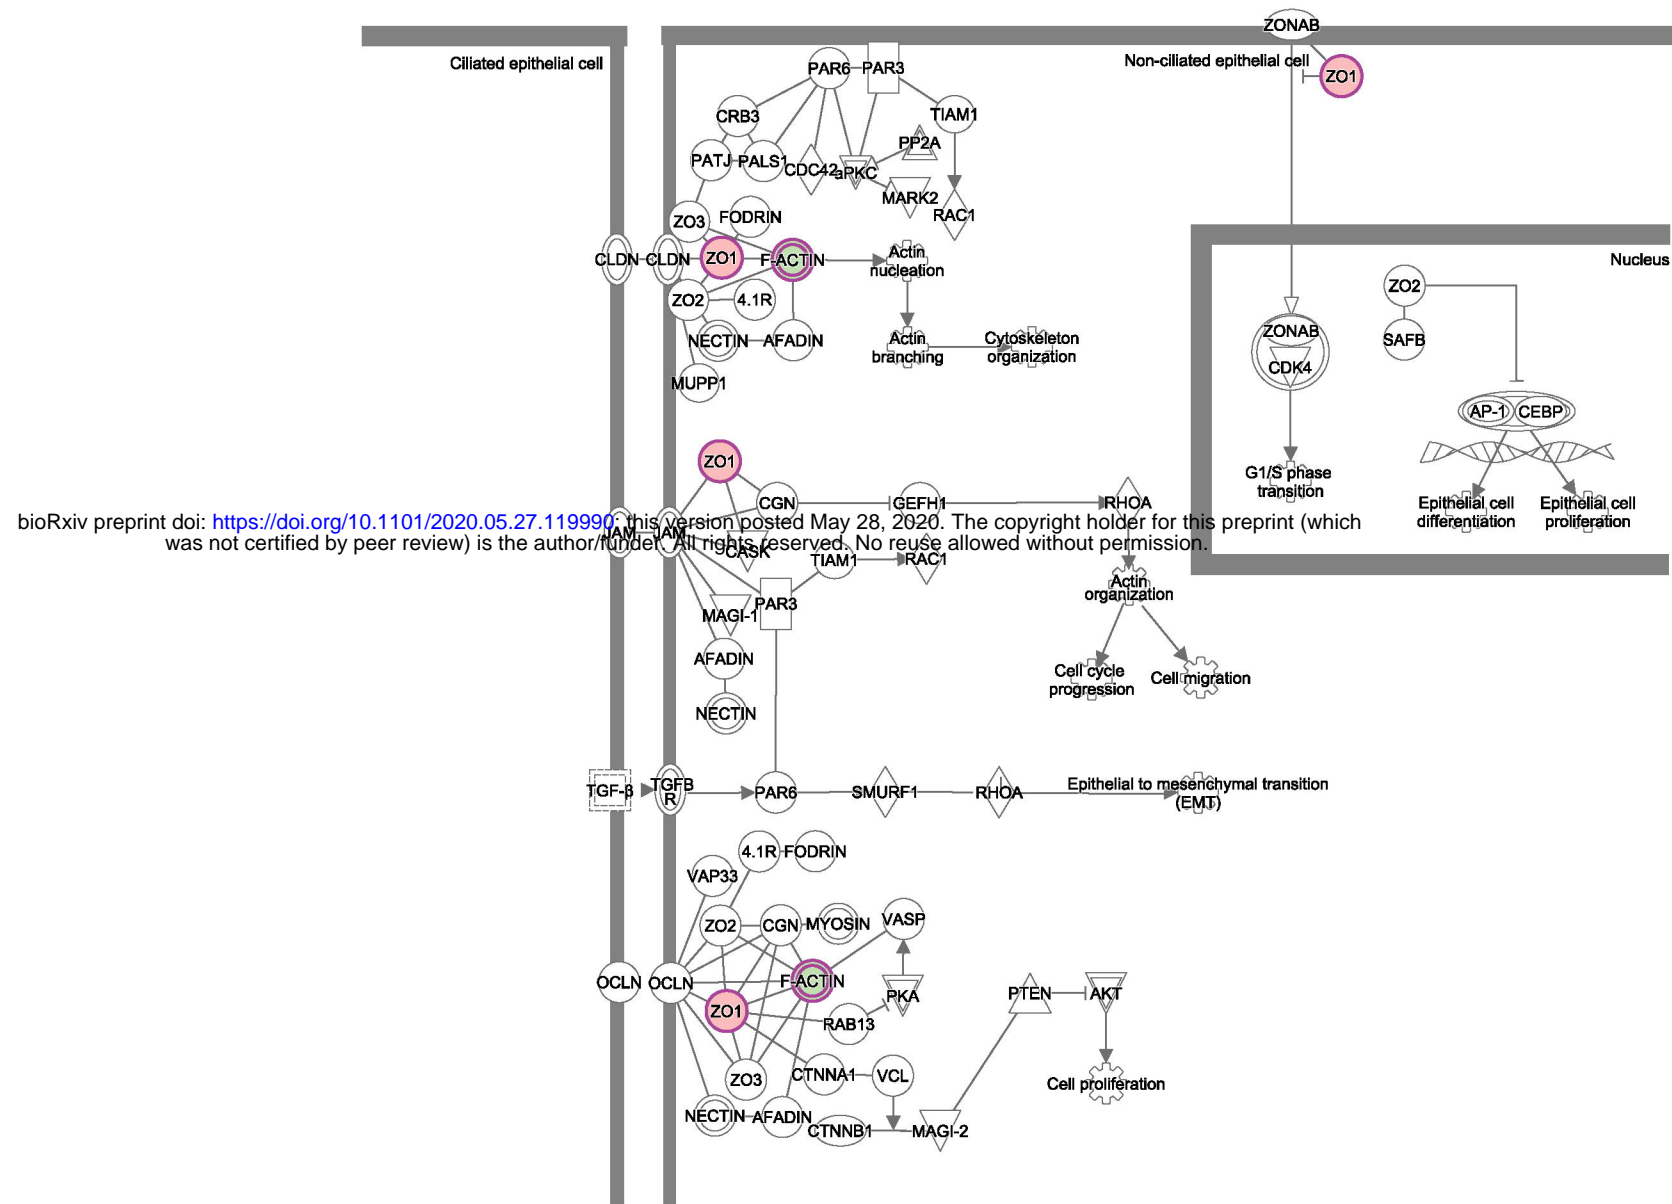 ZONAB
Ciliated epithelial cell
Non-ciliated epithelial cell
ZO1
PAR6
PAR3
CRB3
TIAM1
PP2A
PATJ
PALS1
CDC42
aPKC
MARK2
RAC1
ZO3
FODRIN
CLDN
CLDN
ZO1
F-ACTIN
Actin
nucleation
Nucleus
ZO2
4.1R
ZO2
NECTIN
AFADIN
Actin
branching
Cytoskeleton
organization
ZONAB
SAFB
CDK4
MUPP1
AP-1
CEBP
ZO1
G1/S phase
transition
CGN
GEFH1
RHOA
Epithelial cell
differentiation
Epithelial cell
proliferation
bioRxiv preprint doi: https://doi.org/10.1101/2020.05.27.119990; this version posted May 28, 2020. The copyright holder for this preprint (which
was not certified by peer review) is the author/funder. All rights reserved. No reuse allowed without permission.
JAM
JAM
CASK
TIAM1
RAC1
Actin
organization
MAGI-1
PAR3
AFADIN
Cell cycle
progression
Cell migration
NECTIN
TGF-β
TGFB
R
PAR6
SMURF1
RHOA
Epithelial to mesenchymal transition
(EMT)
4.1R
FODRIN
VAP33
ZO2
CGN
MYOSIN
VASP
OCLN
OCLN
F-ACTIN
PKA
PTEN
AKT
ZO1
RAB13
ZO3
CTNNA1
VCL
Cell proliferation
NECTIN
AFADIN
CTNNB1
MAGI-2